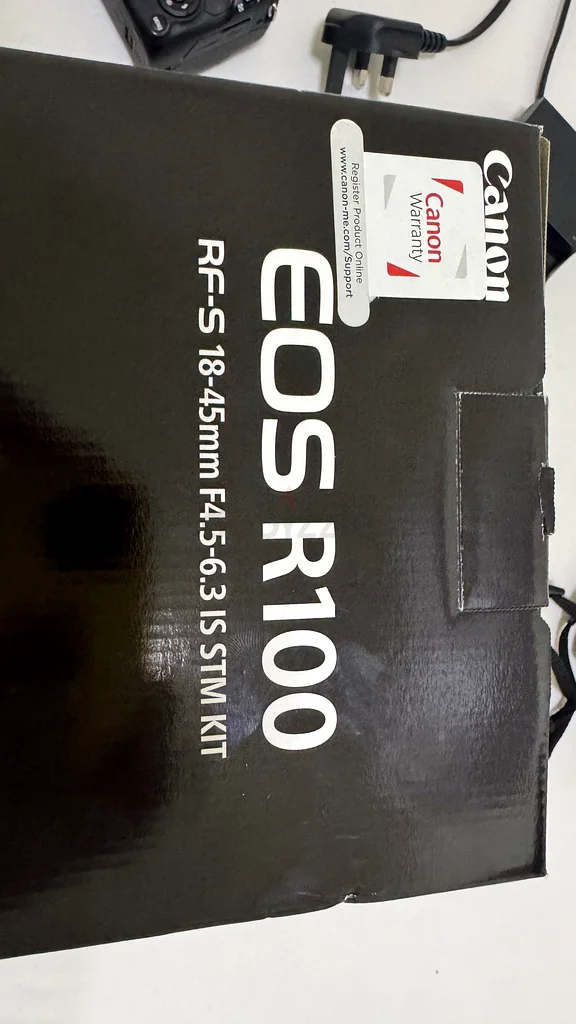 Canon
Canon
Warranty
Register Product Online
www.canon-me.com/Support
EOS R100
RF-S 18-45mm F4.5-6.3 IS STM KIT